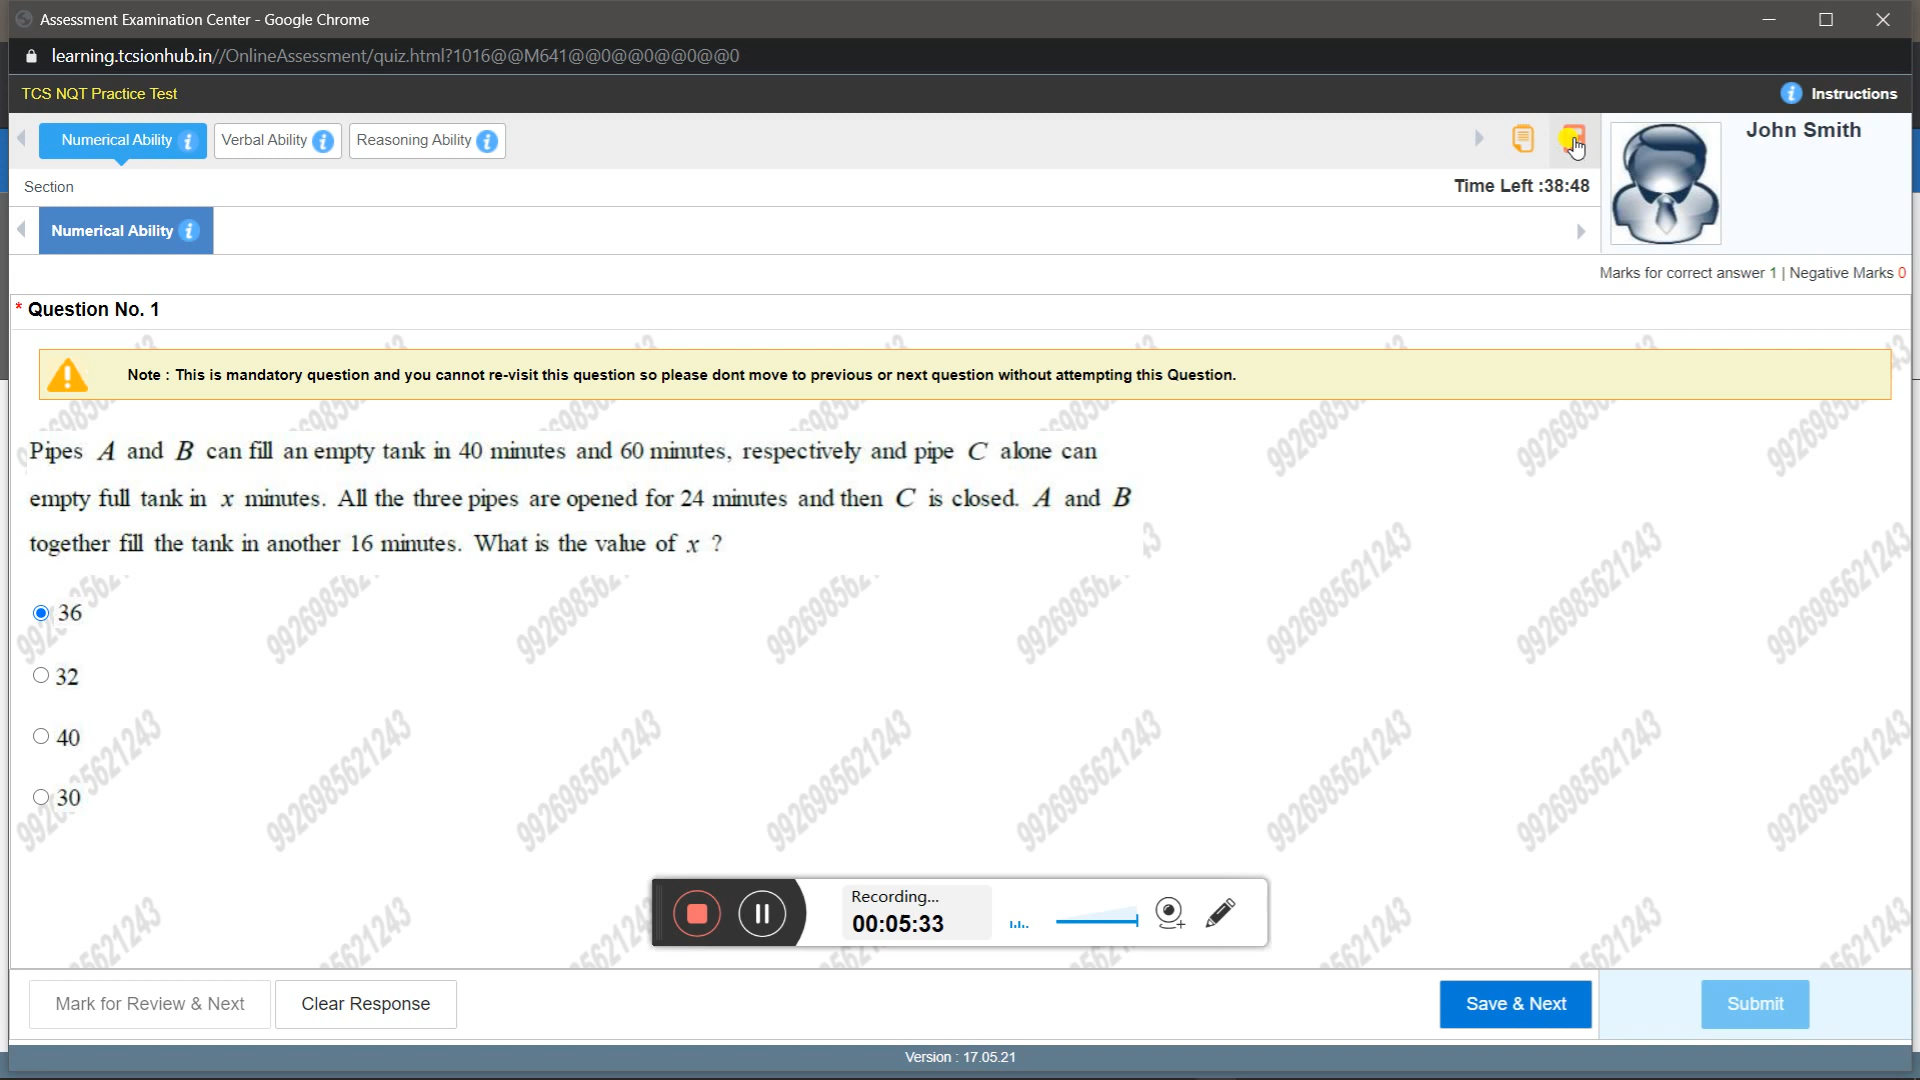 Assessment Examination Center - Google Chrome
learning.tcsionhub.in//OnlineAssessment/quiz.html?1016@@M641@@0@@0@@0@@0
TCS NQT Practice Test
Instructions
Numerical Ability
Verbal Ability
Reasoning Ability
John Smith
Section
Time Left :38:48
Numerical Ability
Marks for correct answer 1 | Negative Marks 0
* Question No. 1
Note : This is mandatory question and you cannot re-visit this question so please dont move to previous or next question without attempting this Question.
Pipes A and B can fill an empty tank in 40 minutes and 60 minutes, respectively and pipe C alone can
empty full tank in x minutes. All the three pipes are opened for 24 minutes and then C is closed. A and B
together fill the tank in another 16 minutes. What is the value of x ?
36
32
40
30
9926985621243
Recording...
00:05:33
Mark for Review & Next
Clear Response
Save & Next
Submit
Version : 17.05.21